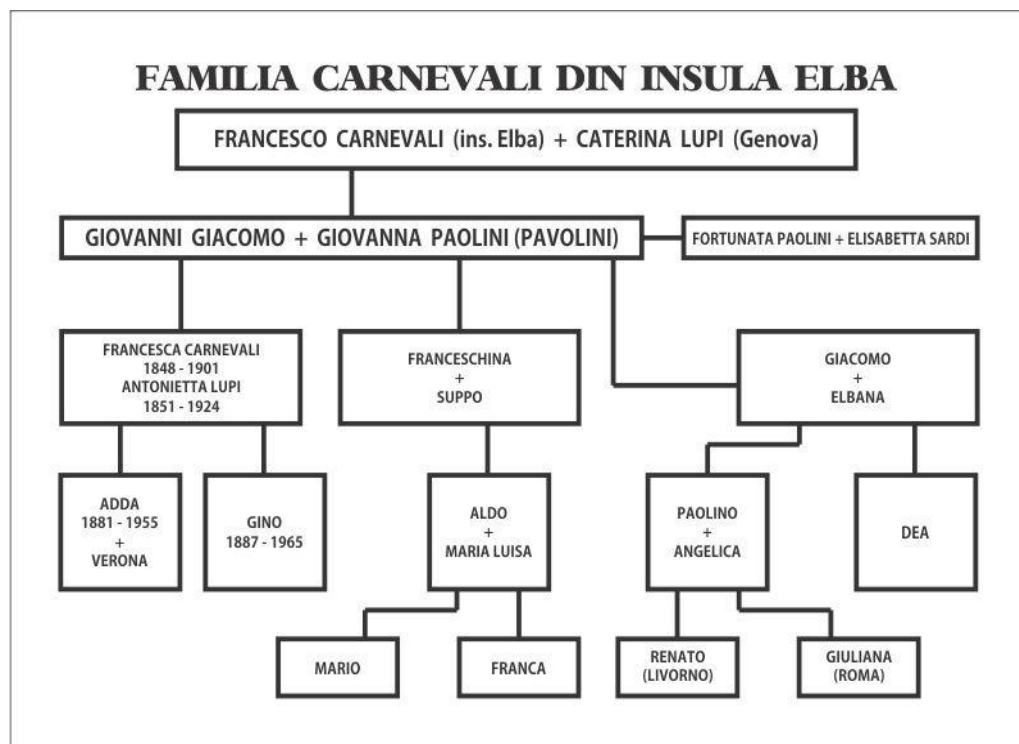 FAMILIA CARNEVALI DIN INSULA ELBA
FRANCESCO CARNEVALI (ins. Elba) + CATERINA LUPI (Genova)
GIOVANNI GIACOMO + GIOVANNA PAOLINI (PAVOLINI)
FORTUNATA PAOLINI + ELISABETTA SARDI
FRANCESCA CARNEVALI
1848 - 1901
ANTONIETTA LUPI
1851 - 1924
FRANCESCHINA
+
SUPPO
GIACOMO
+
ELBANA
ADDA
1881 - 1955
+
VERONA
GINO
1887 - 1965
ALDO
+
MARIA LUISA
PAOLINO
+
ANGELICA
DEA
MARIO
FRANCA
RENATO
(LIVORNO)
GIULIANA
(ROMA)